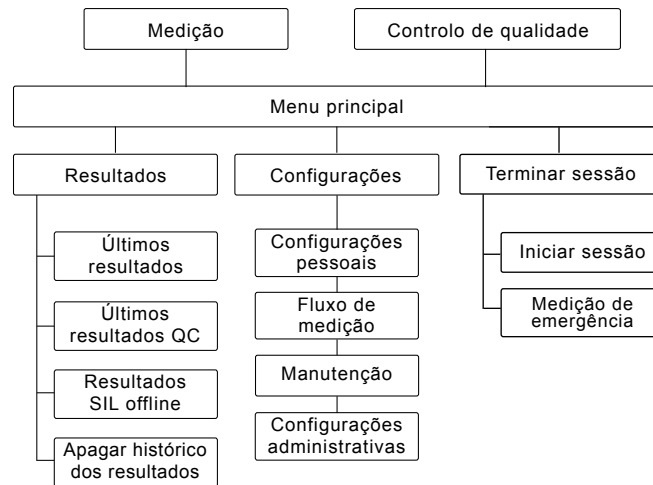 Medição
Controlo de qualidade
Menu principal
Resultados
Configurações
Terminar sessão
Últimos
resultados
Últimos
resultados QC
Resultados
SIL offline
Apagar histórico
dos resultados
Configurações
pessoais
Fluxo de
medição
Manutenção
Configurações
administrativas
Iniciar sessão
Medição de
emergência